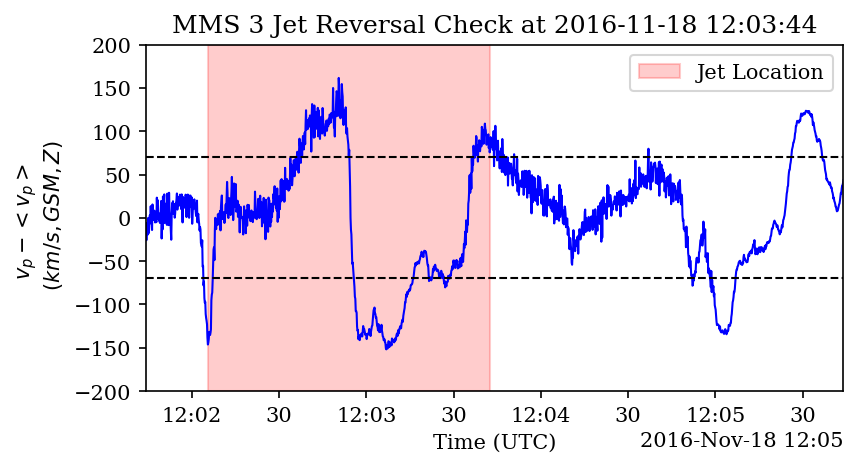 MMS 3 Jet Reversal Check at 2016-11-18 12:03:44
Jet Location
200
150
100
50
0
−50
−100
−150
−200
v_p − <v_p>
(km/s, GSM, Z)
12:02
30
12:03
30
12:04
30
12:05
30
Time (UTC)
2016-Nov-18 12:05